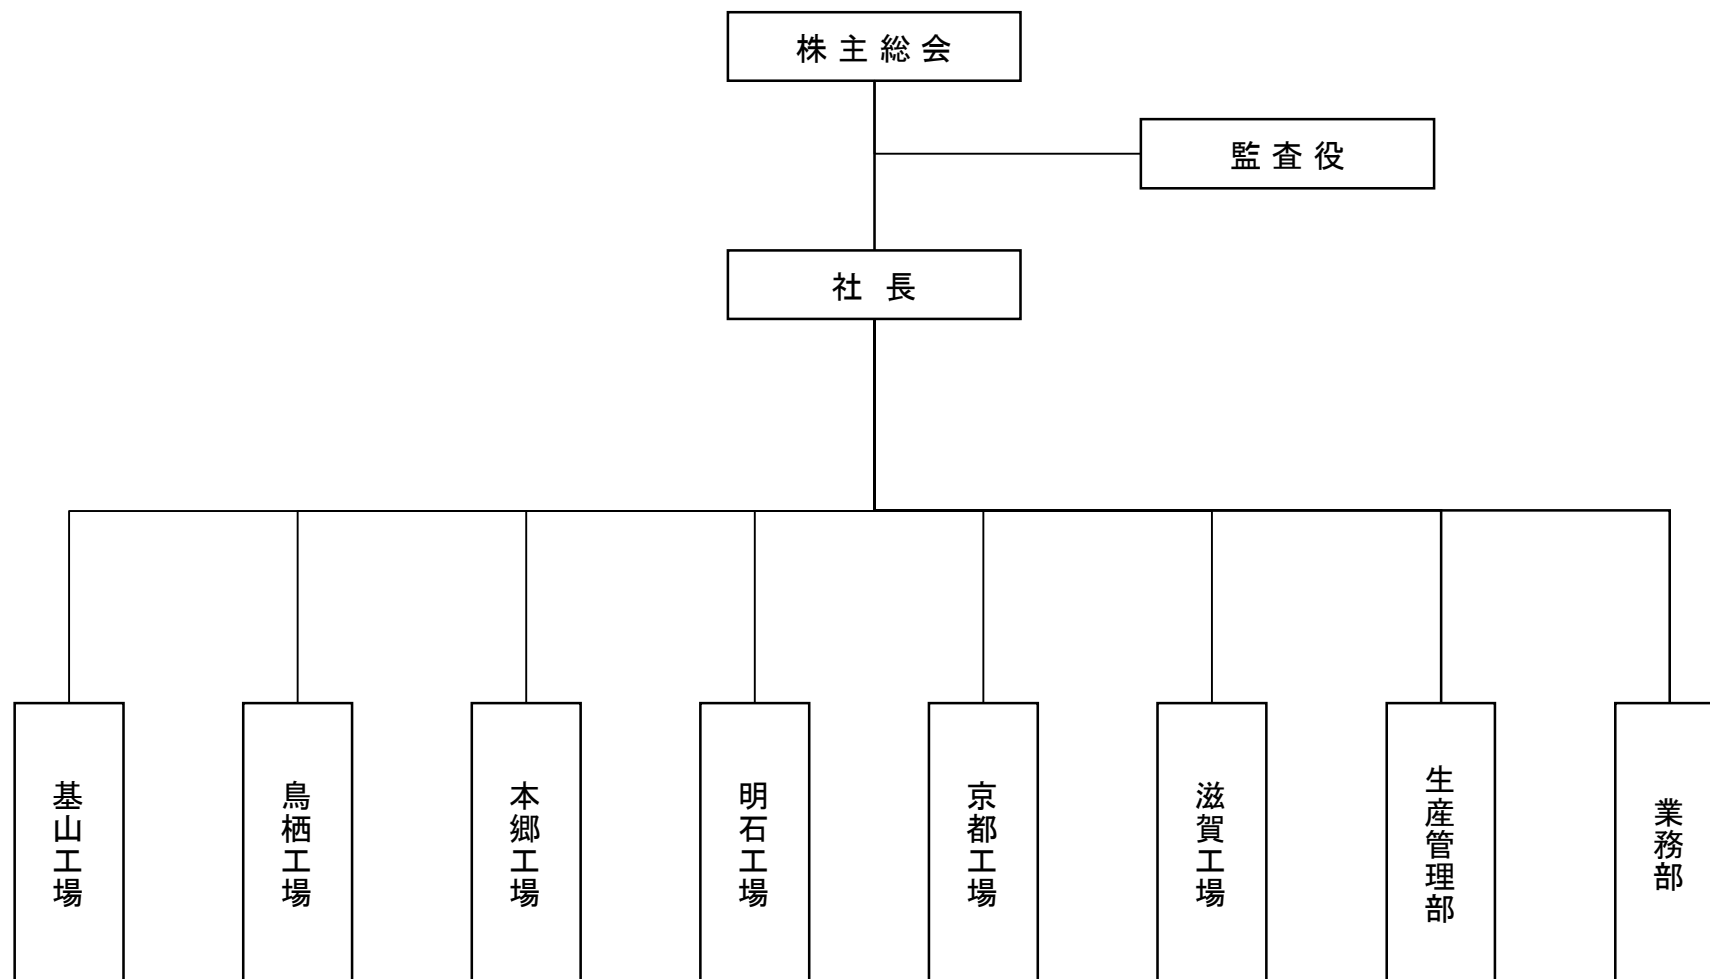 株主総会
監査役
社長
基山工場
鳥栖工場
本郷工場
明石工場
京都工場
滋賀工場
生産管理部
業務部